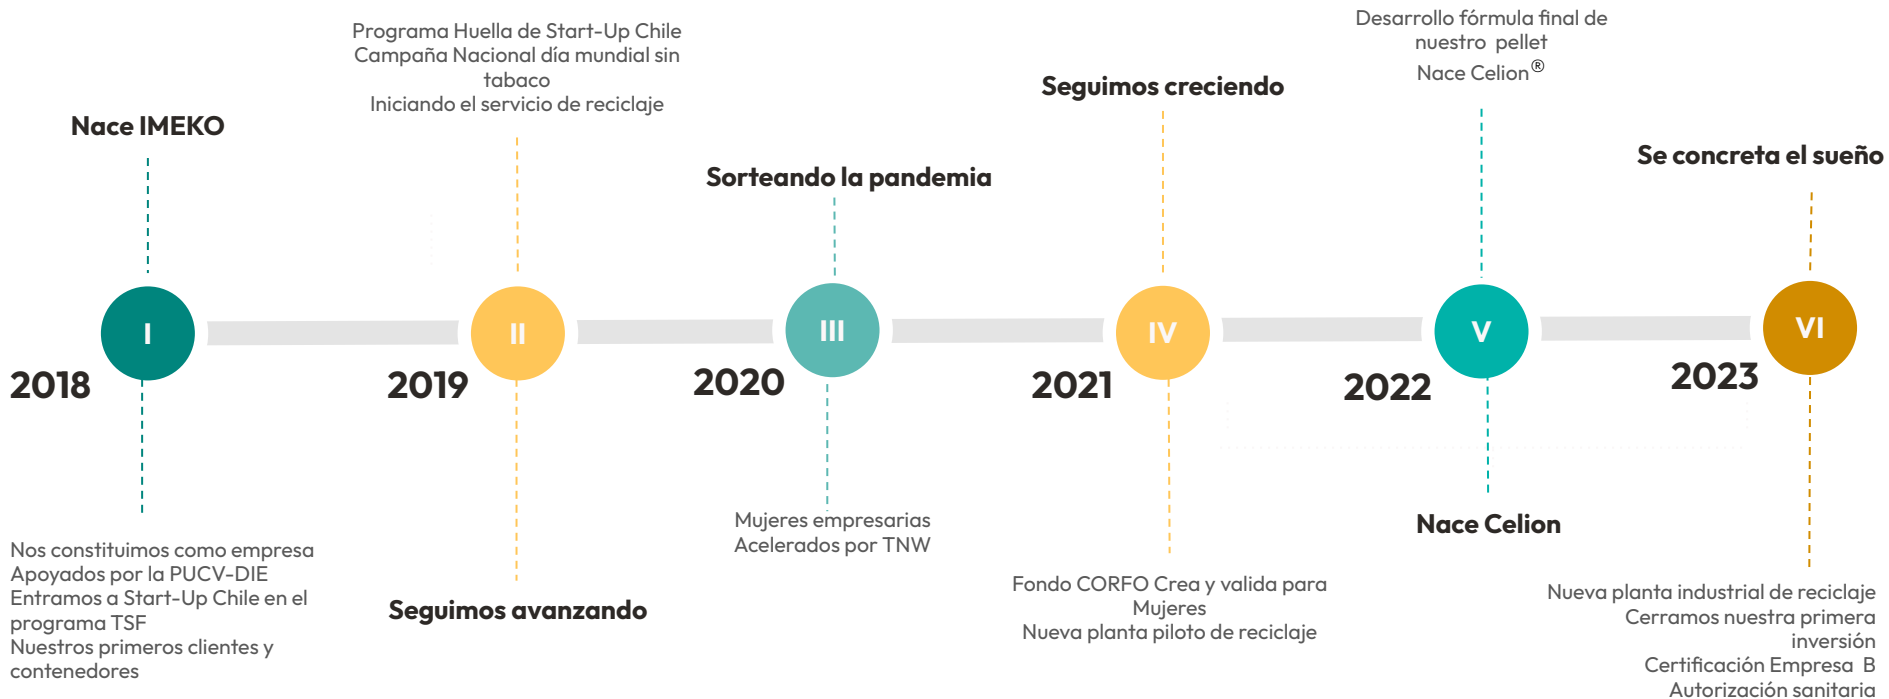 Nace IMEKO
I
2018
Nos constituimos como empresa
Apoyados por la PUCV-DIE
Entramos a Start-Up Chile en el
programa TSF
Nuestros primeros clientes y
contenedores
Programa Huella de Start-Up Chile
Campaña Nacional día mundial sin
tabaco
Iniciando el servicio de reciclaje
II
2019
Seguimos avanzando
Sorteando la pandemia
III
2020
Mujeres empresarias
Acelerados por TNW
Seguimos creciendo
IV
2021
Fondo CORFO Crea y valida para
Mujeres
Nueva planta piloto de reciclaje
Desarrollo fórmula final de
nuestro pellet
Nace Celion®
V
2022
Nace Celion
Se concreta el sueño
VI
2023
Nueva planta industrial de reciclaje
Cerramos nuestra primera
inversión
Certificación Empresa B
Autorización sanitaria